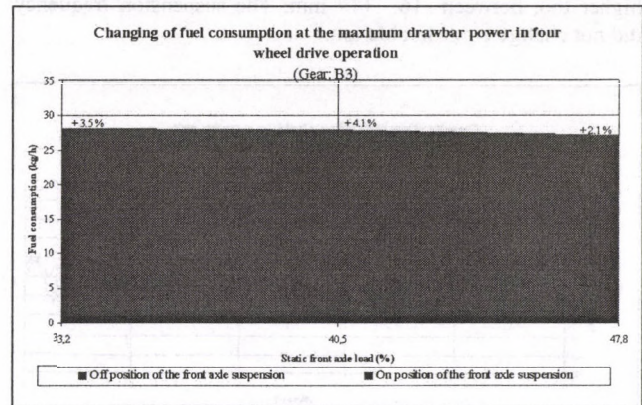 Changing of fuel consumption at the maximum drawbar power in four
wheel drive operation
(Gear: B3)
Fuel consumption (kg/h)
35
30
25
20
15
10
5
0
+3.5%
+4.1%
+2.1%
33,2
40,5
47,8
Static front axle load (%)
Off position of the front axle suspension
On position of the front axle suspension